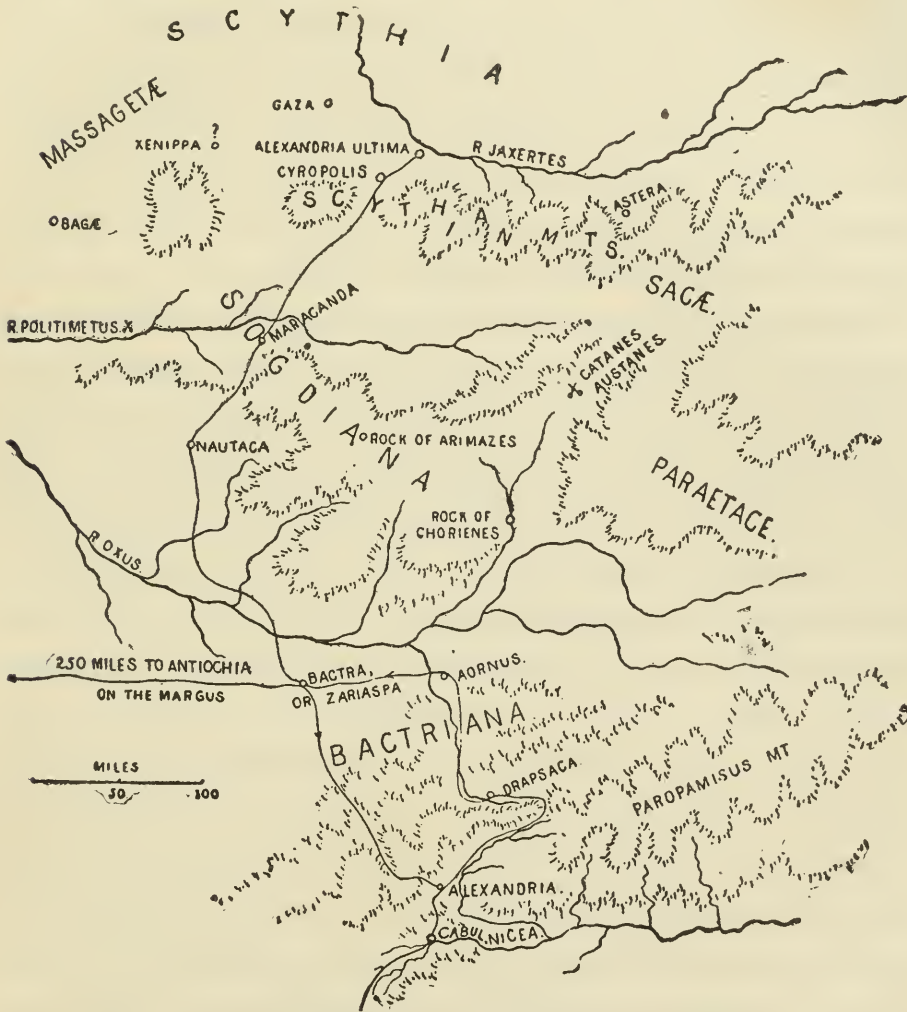 SCYTHIA
MASSAGETÆ
GAZA
?
XENIPPA
ALEXANDRIA ULTIMA
R. JAXERTES
CYROPOLIS
SCYTHIAN MTS.
ASTERA
BAGÆ
SACÆ.
R. POLITIMETUS.
MARACANDA
SOGDIANA
CATANES
AUSTANES.
NAUTACA
ROCK OF ARIMAZES
PARAETACE.
ROCK OF
CHORIENES
R. OXUS.
250 MILES TO ANTIOCHIA
ON THE MARGUS
BACTRA,
OR ZARIASPA
AORNUS.
BACTRIANA
MILES
50 100
DRAPSACA.
PAROPAMISUS MT
ALEXANDRIA.
CABUL. NICEA.